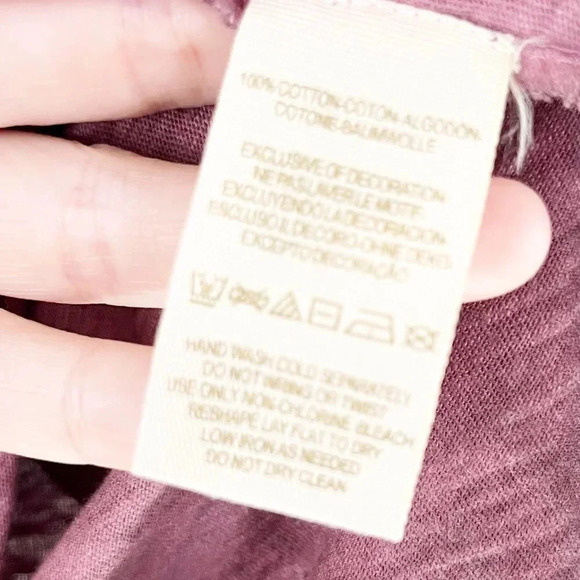 100% COTTON-COTON-ALGODON-
COTONE-BAUMWOLLE
EXCLUSIVE OF DECORATION
NE PAS LAVER LE MOTIF
EXCLUYENDO LA DECORACION
ESCLUSO IL DECORO-OHNE DEKO
EXCEPTO DECORAÇÃO
HAND WASH COLD SEPARATELY
DO NOT WRING OR TWIST
USE ONLY NON-CHLORINE BLEACH
RESHAPE LAY FLAT TO DRY
LOW IRON AS NEEDED
DO NOT DRY CLEAN